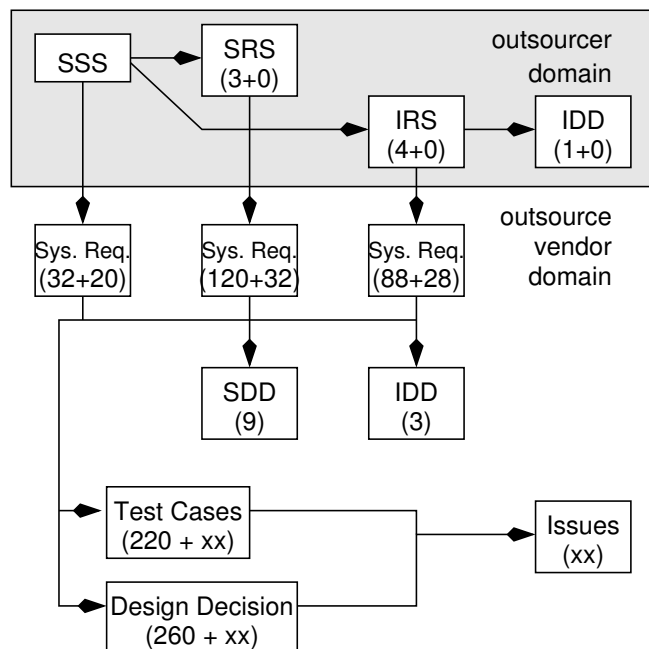 SSS
SRS
(3+0)
outsourcer
domain
IRS
(4+0)
IDD
(1+0)
Sys. Req.
(32+20)
Sys. Req.
(120+32)
Sys. Req.
(88+28)
outsource
vendor
domain
SDD
(9)
IDD
(3)
Test Cases
(220 + xx)
Issues
(xx)
Design Decision
(260 + xx)